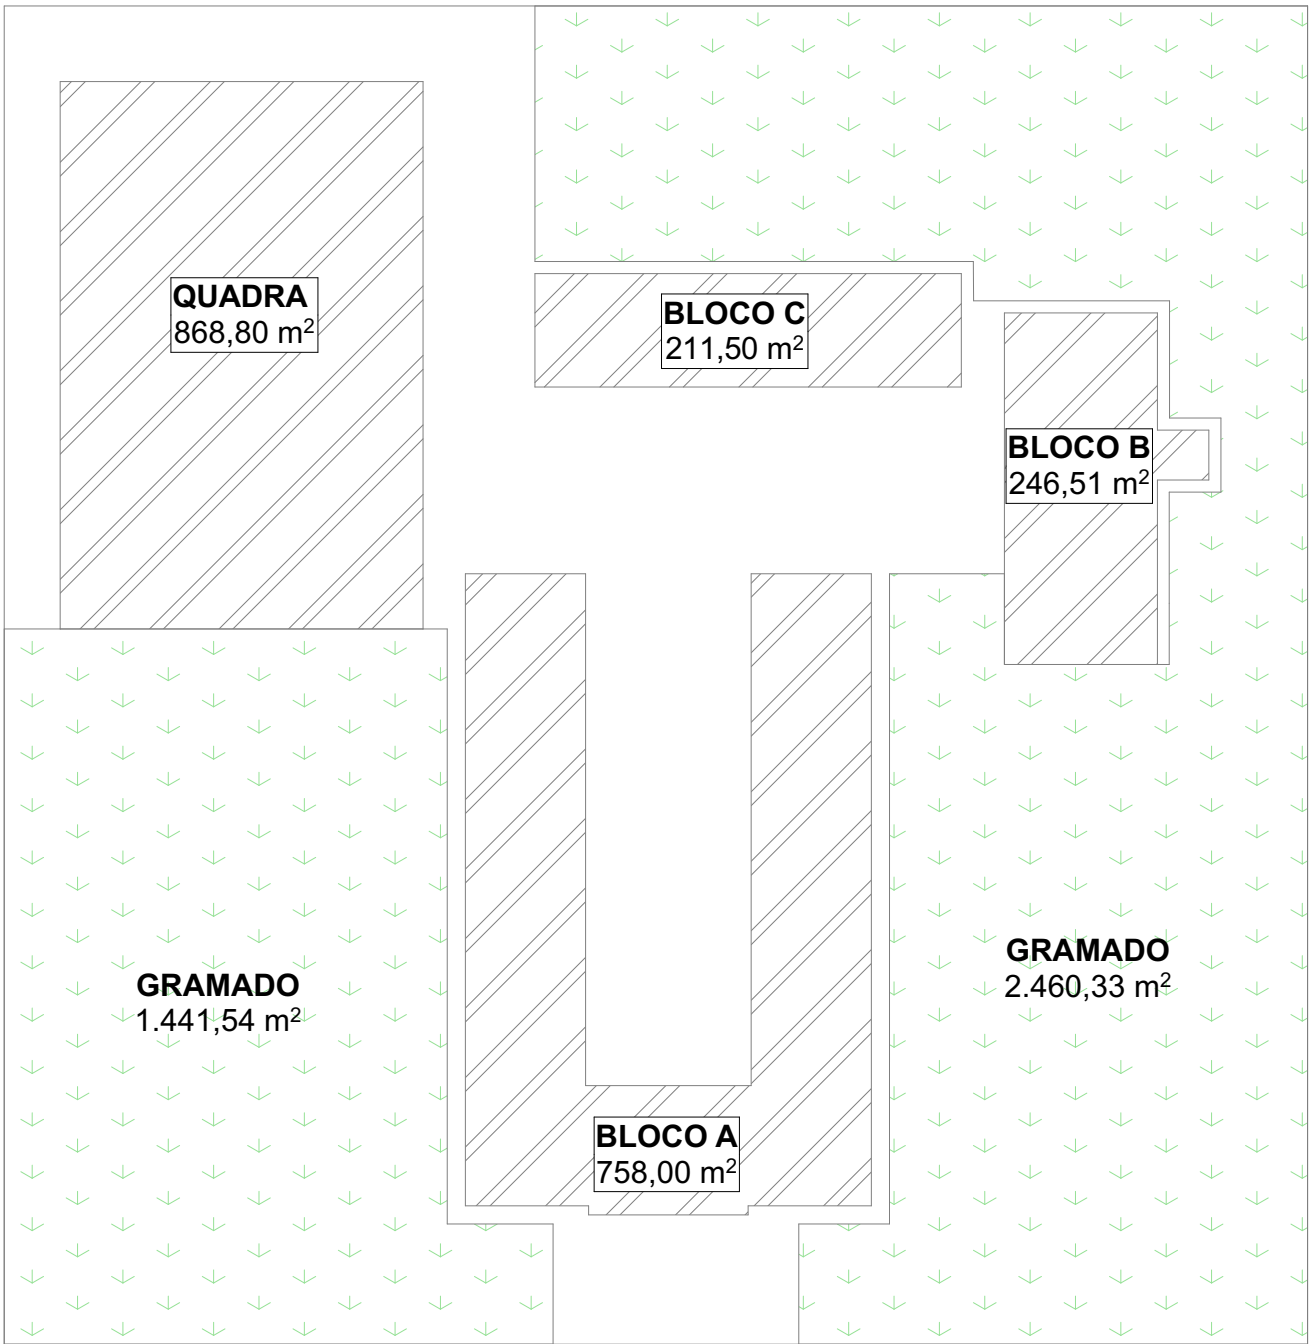 QUADRA
868,80 m²
BLOCO C
211,50 m²
BLOCO B
246,51 m²
GRAMADO
1.441,54 m²
GRAMADO
2.460,33 m²
BLOCO A
758,00 m²